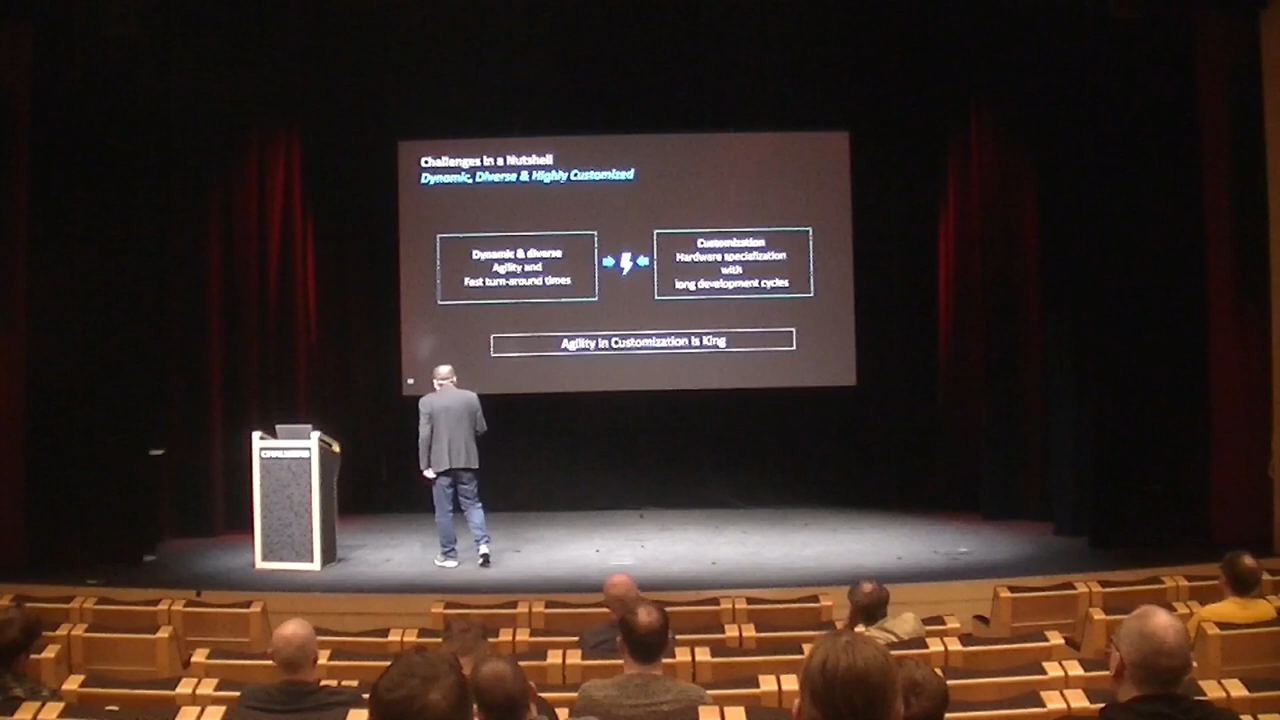 Challenges in a Nutshell
Dynamic, Diverse & Highly Customized
Dynamic & diverse
Agility and
Fast turn-around times
Customization
Hardware specialization
with
long development cycles
Agility in Customization is King
CHALMERS